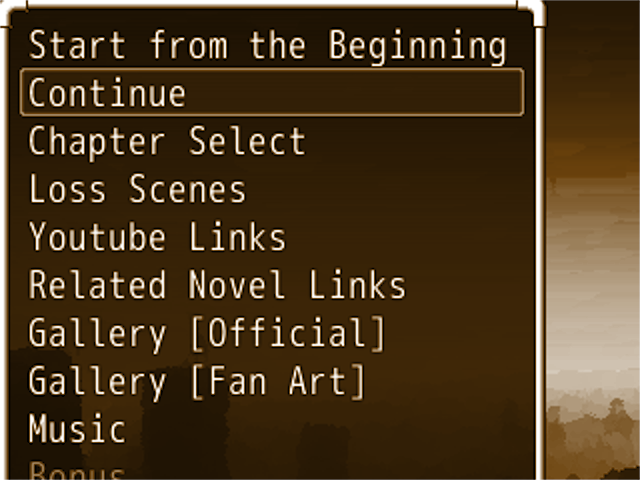 Start from the Beginning
Continue
Chapter Select
Loss Scenes
Youtube Links
Related Novel Links
Gallery [Official]
Gallery [Fan Art]
Music
Bonus